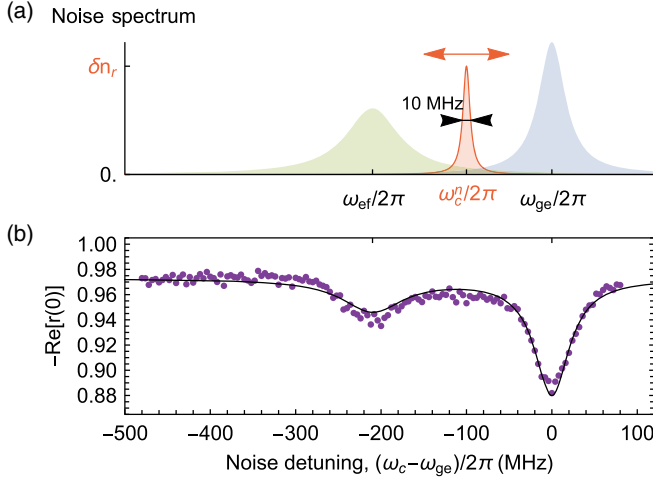 (a) Noise spectrum
δnᵣ
10 MHz
0.
ω_ef/2π ω_c^n/2π ω_ge/2π
(b)
1.00
0.98
0.96
0.94
0.92
0.90
0.88
-Re[r(0)]
−500 −400 −300 −200 −100 0 100
Noise detuning, (ω_c−ω_ge)/2π (MHz)